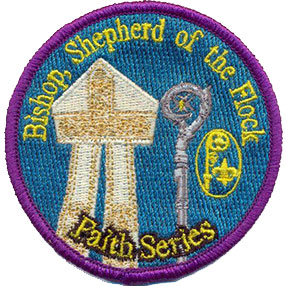 Bishop, Shepherd of the Flock
Faith Series